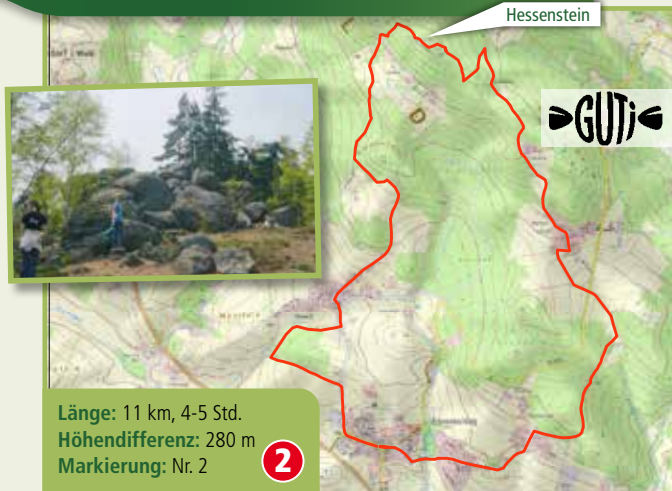 Hessenstein
GUTi
Länge: 11 km, 4-5 Std.
Höhendifferenz: 280 m
Markierung: Nr. 2
2